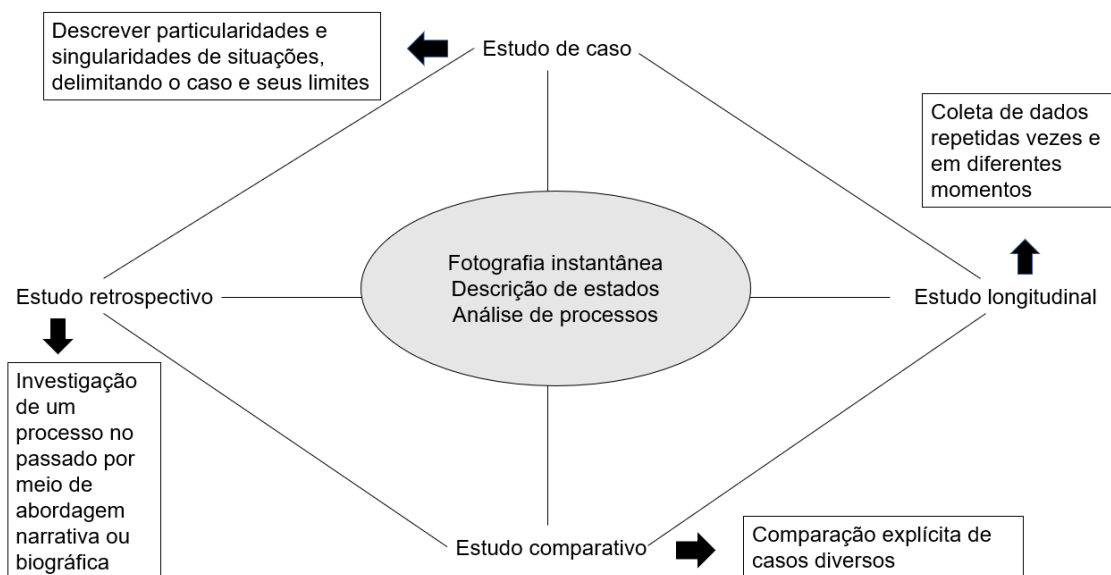 Descrever particularidades e
singularidades de situações,
delimitando o caso e seus limites
Estudo de caso
Coleta de dados
repetidas vezes e
em diferentes
momentos
Fotografia instantânea
Descrição de estados
Análise de processos
Estudo retrospectivo
Estudo longitudinal
Investigação
de um
processo no
passado por
meio de
abordagem
narrativa ou
biográfica
Estudo comparativo
Comparação explícita de
casos diversos